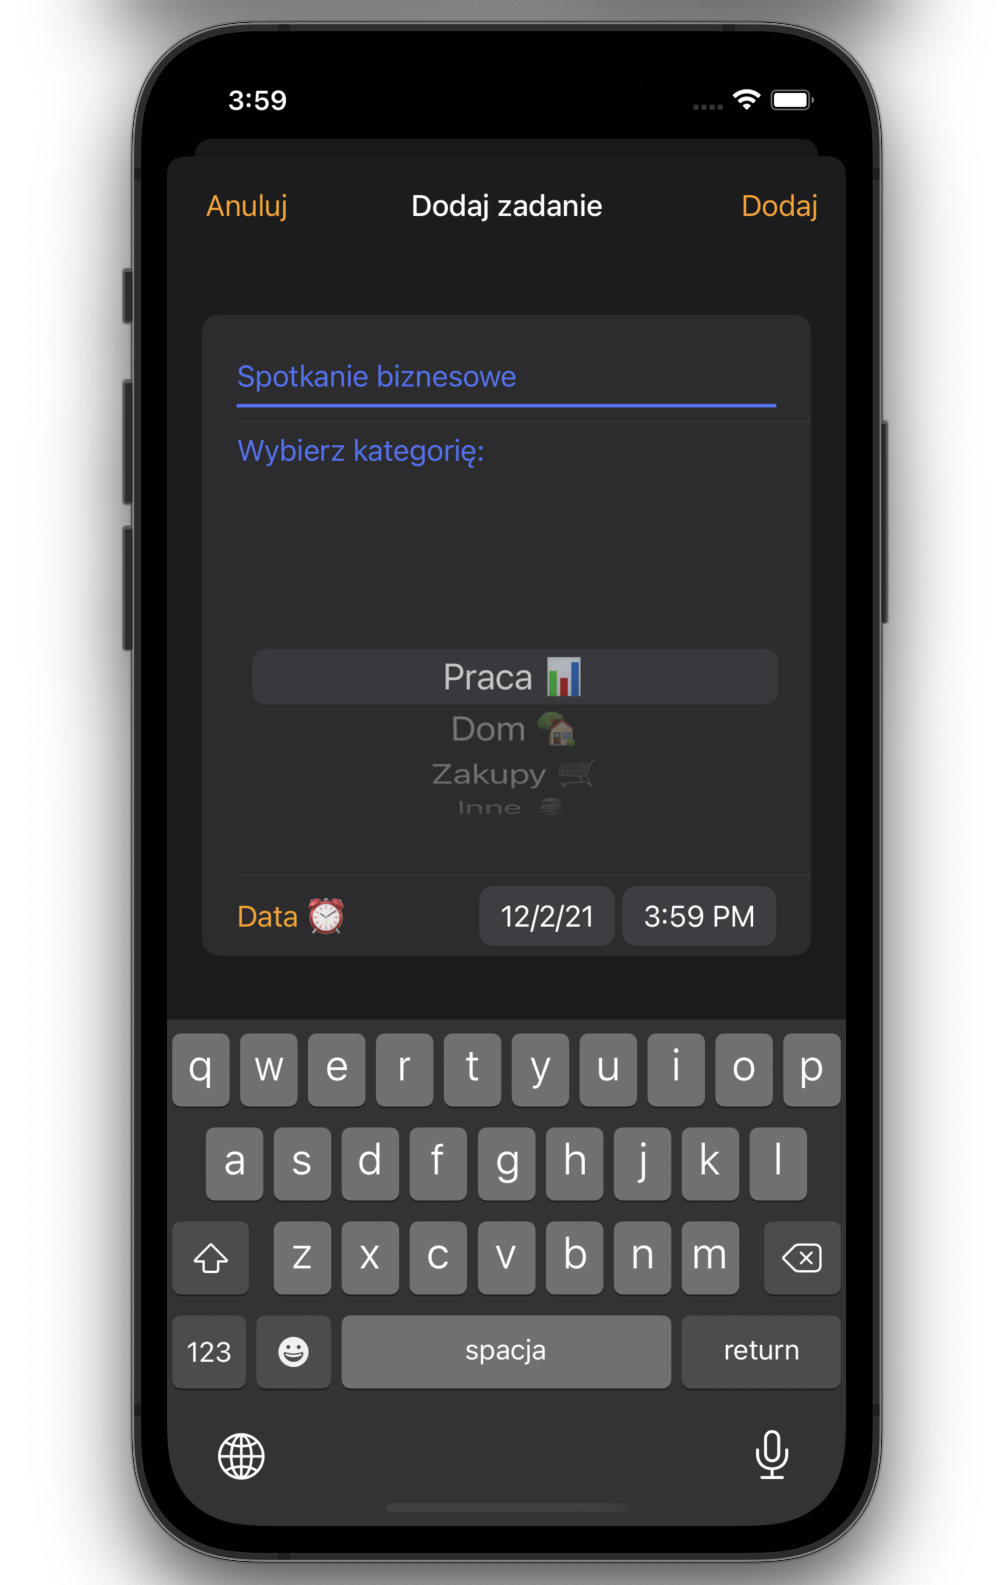 3:59
Anuluj Dodaj zadanie Dodaj
Spotkanie biznesowe
Wybierz kategorię:
Praca 📊
Dom 🏡
Zakupy 🛒
Inne
Data ⏰ 12/2/21 3:59 PM
q w e r t y u i o p
a s d f g h j k l
z x c v b n m
123 spacja return